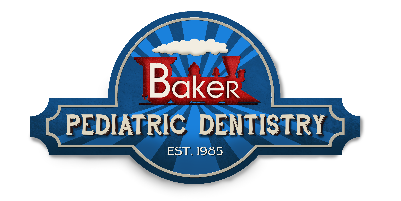 Baker
PEDIATRIC DENTISTRY
EST. 1985